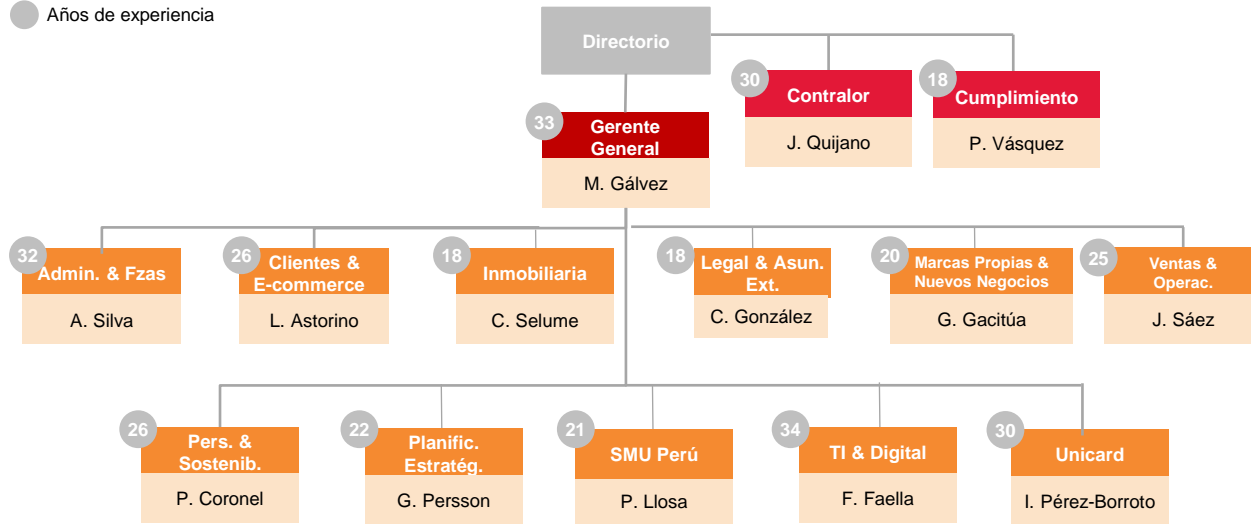 Años de experiencia
Directorio
30
Contralor
J. Quijano
18
Cumplimiento
P. Vásquez
33
Gerente
General
M. Gálvez
32
Admin. & Fzas
A. Silva
26
Clientes &
E-commerce
L. Astorino
18
Inmobiliaria
C. Selume
18
Legal & Asun.
Ext.
C. González
20
Marcas Propias &
Nuevos Negocios
G. Gacitúa
25
Ventas &
Operac.
J. Sáez
26
Pers. &
Sostenib.
P. Coronel
22
Planific.
Estratég.
G. Persson
21
SMU Perú
P. Llosa
34
TI & Digital
F. Faella
30
Unicard
I. Pérez-Borroto